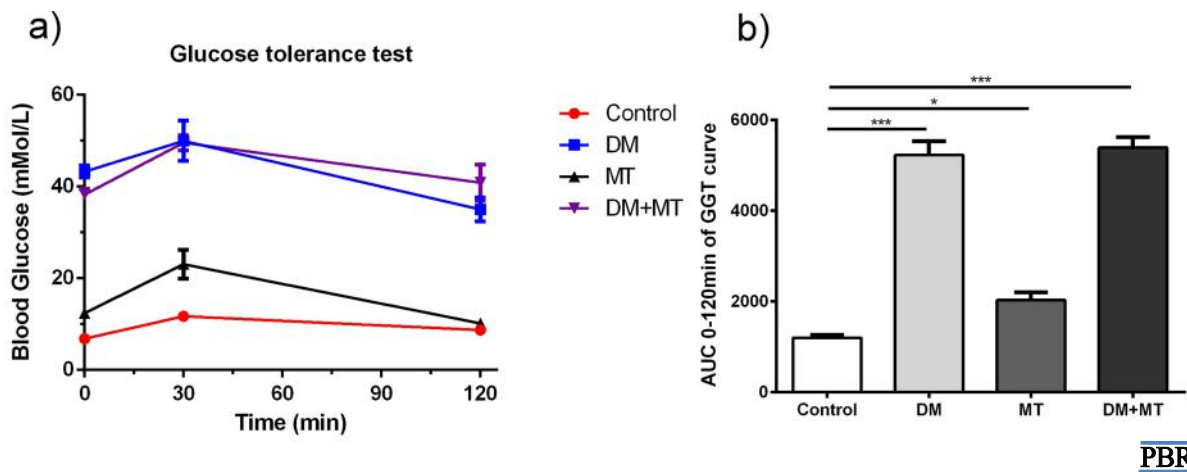 a)
Glucose tolerance test
Blood Glucose (mMol/L)
60
40
20
0
0 30 60 90 120
Time (min)
Control
DM
MT
DM+MT
b)
***
*
***
AUC 0-120min of GGT curve
6000
4000
2000
0
Control DM MT DM+MT
PBR